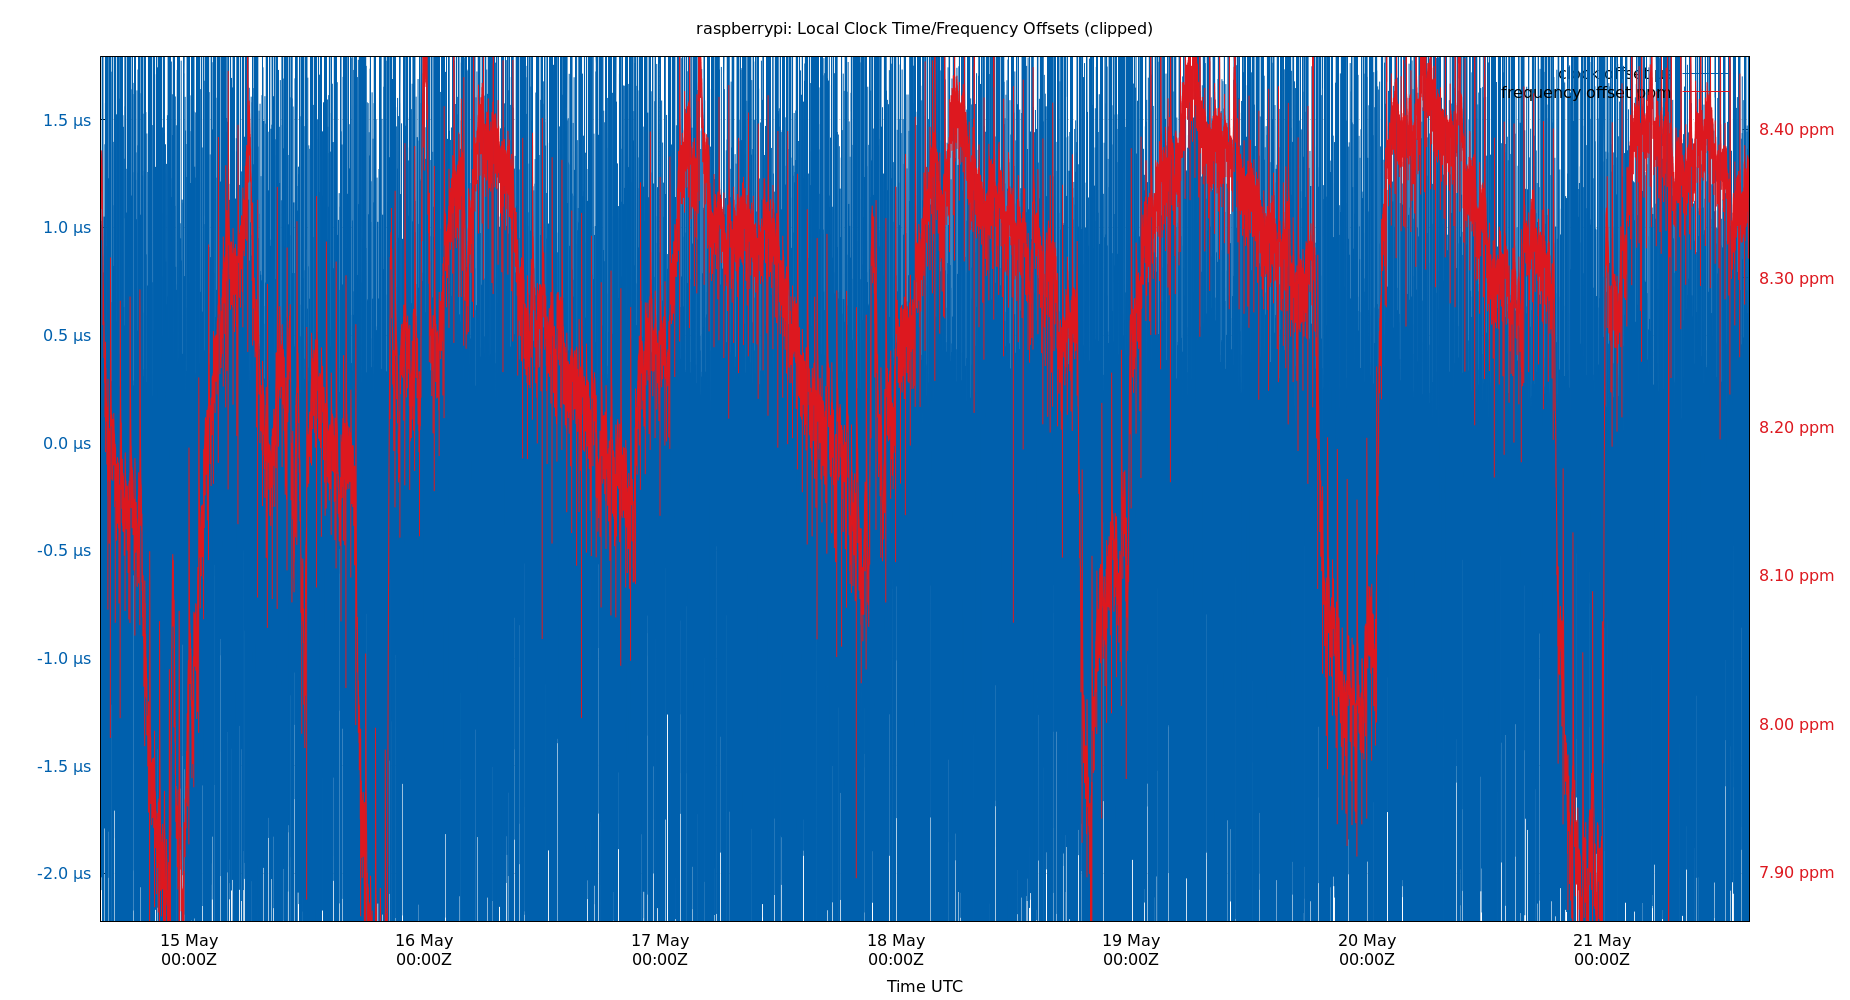 raspberrypi: Local Clock Time/Frequency Offsets (clipped)
clock offset µs
frequency offset ppm
1.5 µs
1.0 µs
0.5 µs
0.0 µs
-0.5 µs
-1.0 µs
-1.5 µs
-2.0 µs
8.40 ppm
8.30 ppm
8.20 ppm
8.10 ppm
8.00 ppm
7.90 ppm
15 May
00:00Z
16 May
00:00Z
17 May
00:00Z
18 May
00:00Z
19 May
00:00Z
20 May
00:00Z
21 May
00:00Z
Time UTC